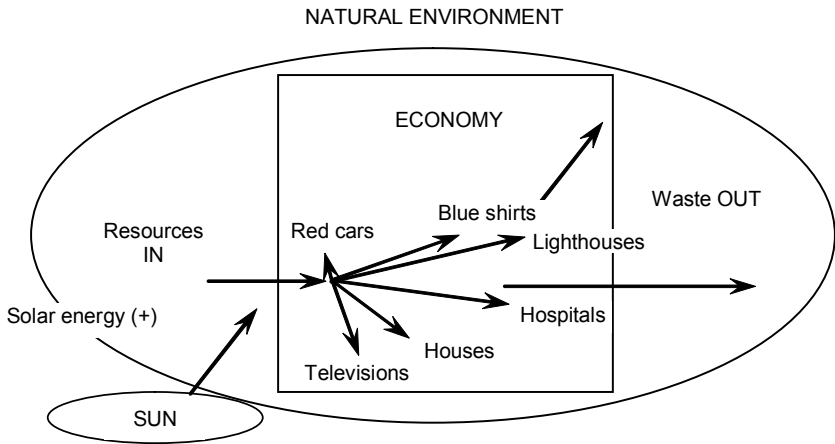 NATURAL ENVIRONMENT
ECONOMY
Resources
IN
Red cars
Blue shirts
Waste OUT
Lighthouses
Solar energy (+)
Hospitals
Houses
Televisions
SUN